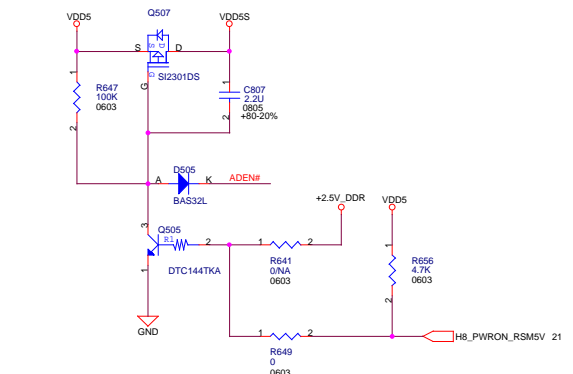 Q507
VDD5
VDD5S
S
D
S
D
G
SI2301DS
G
1
R647
100K
0603
2
1
C807
2.2U
0805
+80-20%
2
D505
A
K
ADEN#
BAS32L
+2.5V_DDR
VDD5
3
Q505
R1
2
DTC144TKA
1
GND
1
2
R641
0/NA
0603
1
R656
4.7K
0603
2
1
2
R649
0
0603
H8_PWRON_RSM5V 21